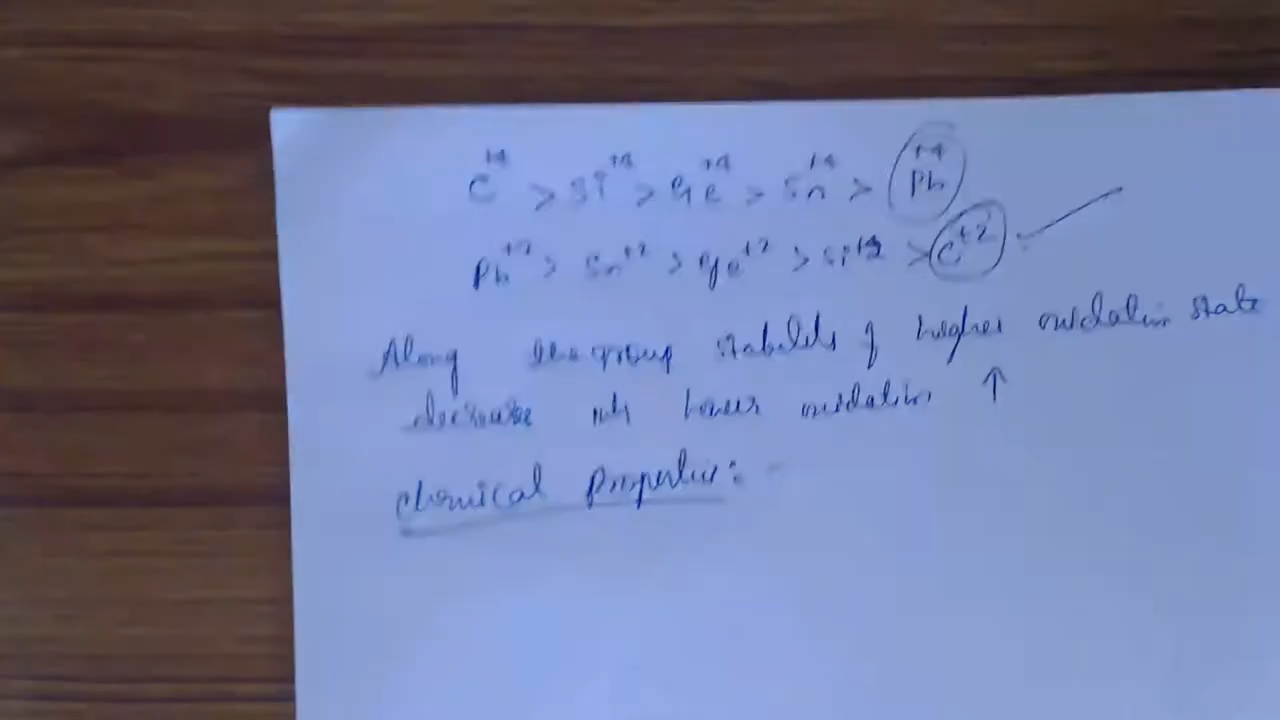 C+4 > Si+4 > Ge+4 > Sn+4 > Pb+4
Pb+2 > Sn+2 > Ge+2 > Si+2 > C+2
Along the group stability of higher oxidation state
decrease lower oxidation ↑
Chemical Properties:-